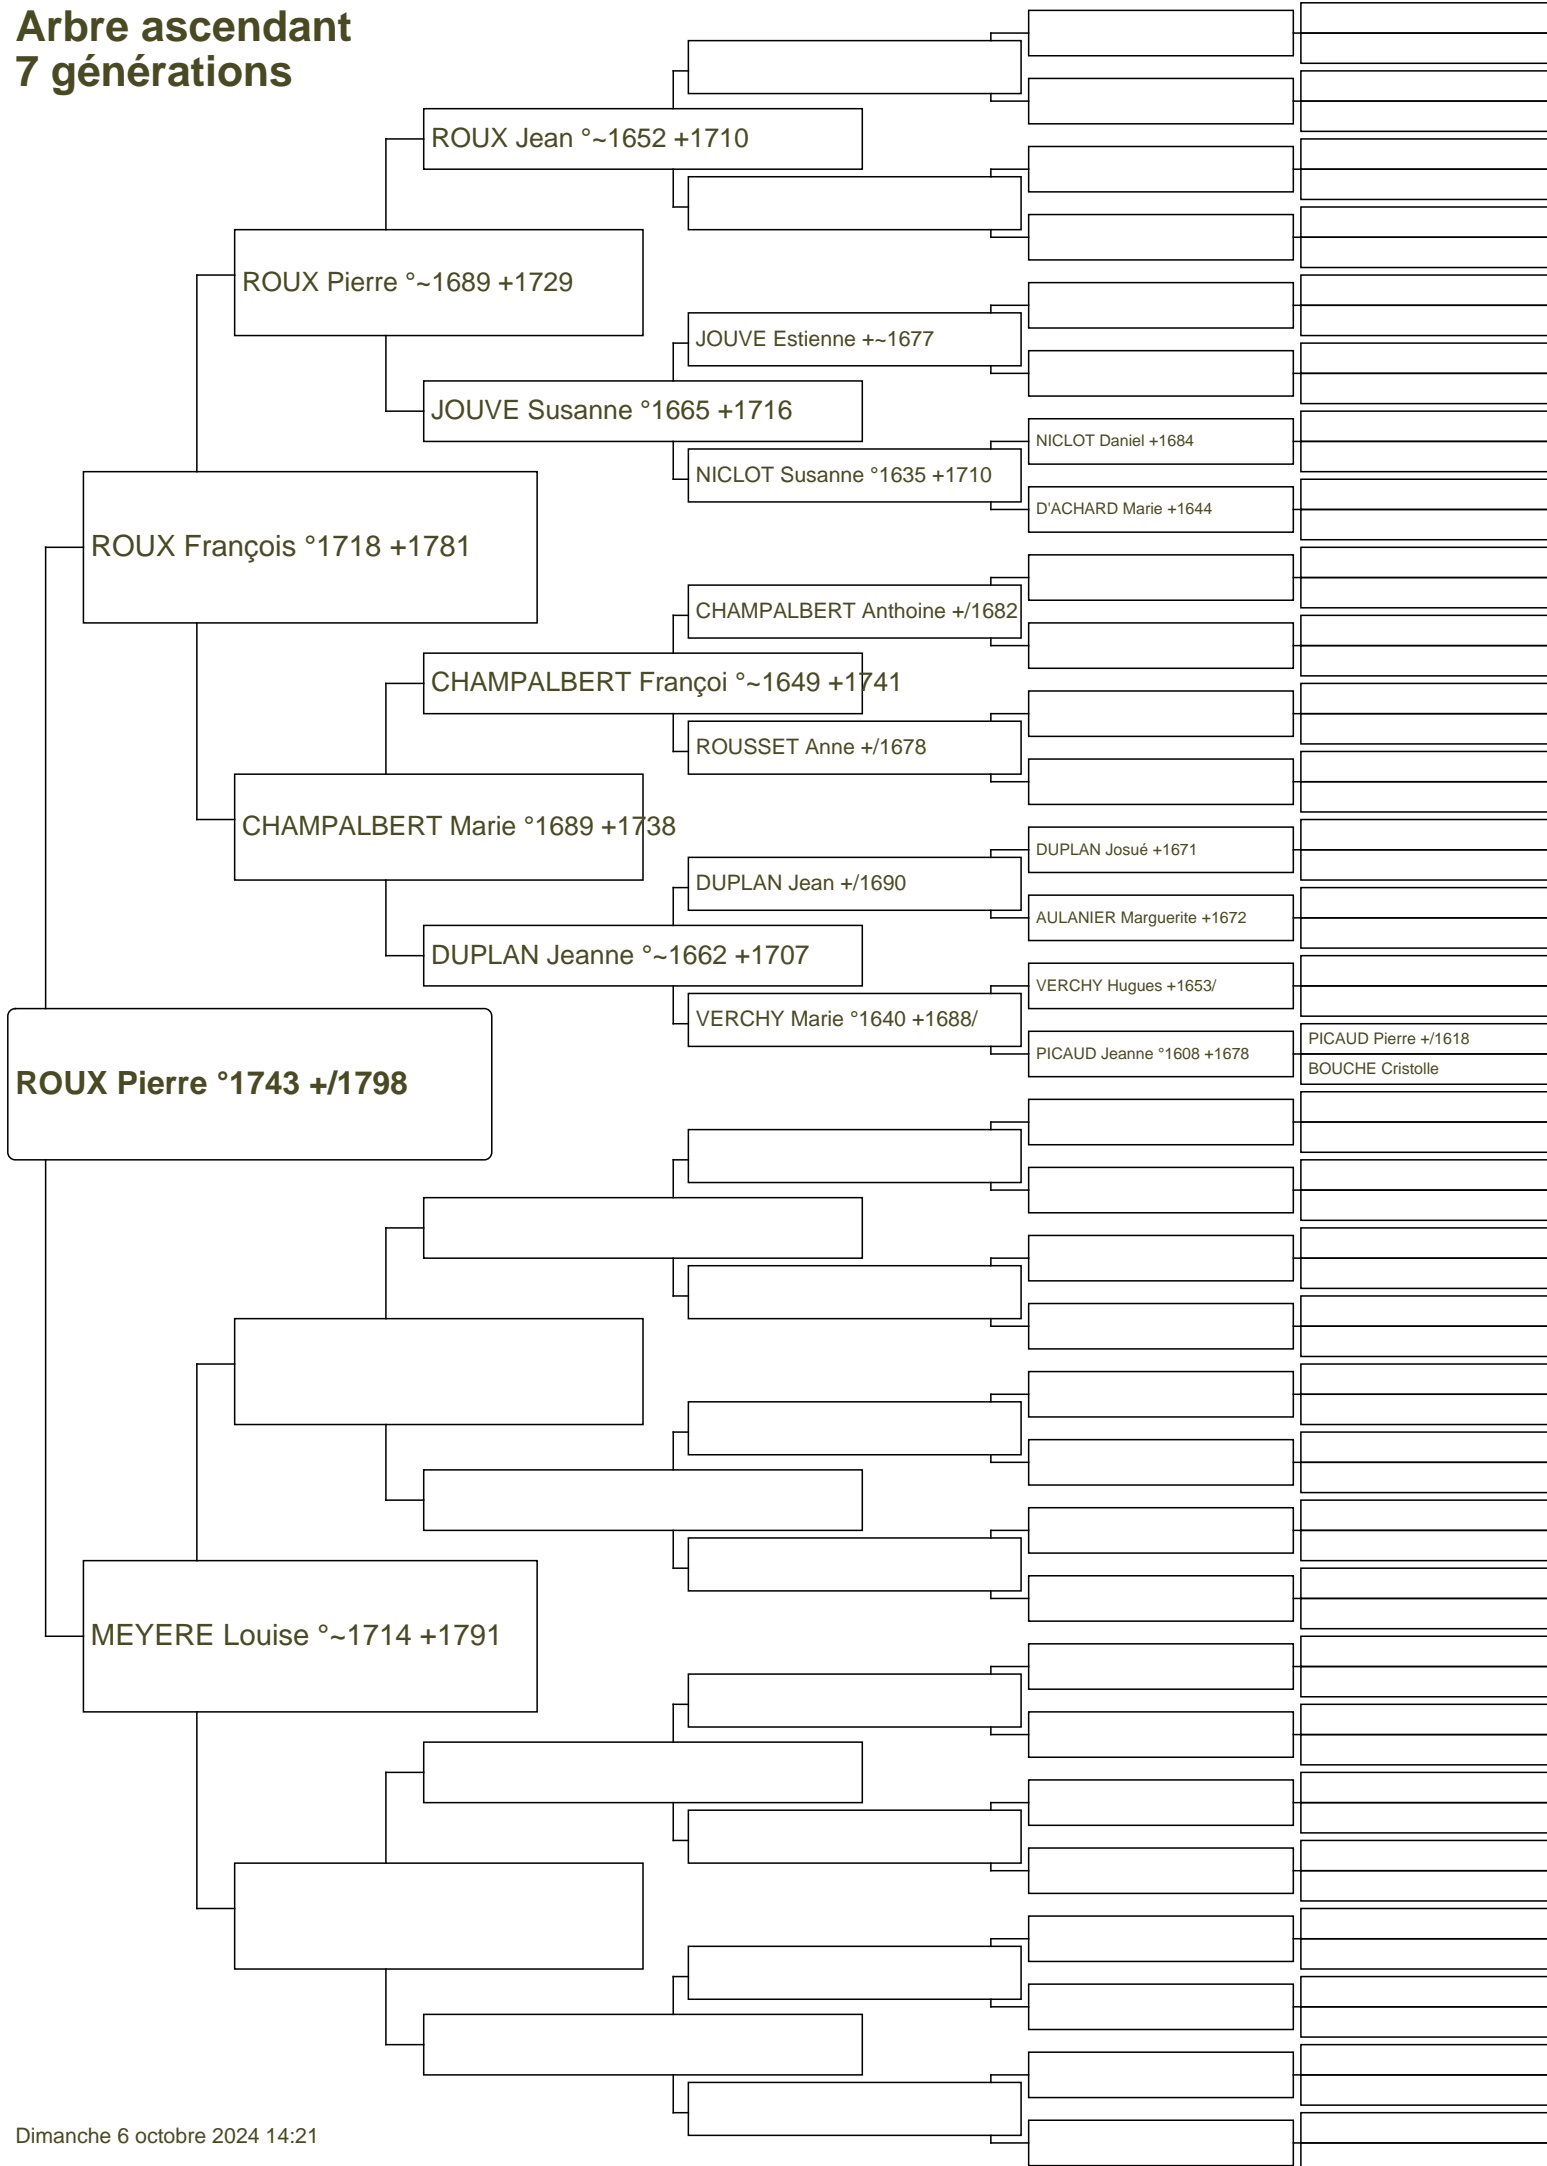 Arbre ascendant
7 générations
ROUX Jean °~1652 +1710
ROUX Pierre °~1689 +1729
JOUVE Estienne +~1677
JOUVE Susanne °1665 +1716
NICLOT Daniel +1684
NICLOT Susanne °1635 +1710
D'ACHARD Marie +1644
ROUX François °1718 +1781
CHAMPALBERT Anthoine +/1682
CHAMPALBERT Françoi °~1649 +1741
ROUSSET Anne +/1678
CHAMPALBERT Marie °1689 +1738
DUPLAN Josué +1671
DUPLAN Jean +/1690
AULANIER Marguerite +1672
DUPLAN Jeanne °~1662 +1707
VERCHY Hugues +1653/
VERCHY Marie °1640 +1688/
PICAUD Pierre +/1618
PICAUD Jeanne °1608 +1678
BOUCHE Cristolle
ROUX Pierre °1743 +/1798
MEYERE Louise °~1714 +1791
Dimanche 6 octobre 2024 14:21